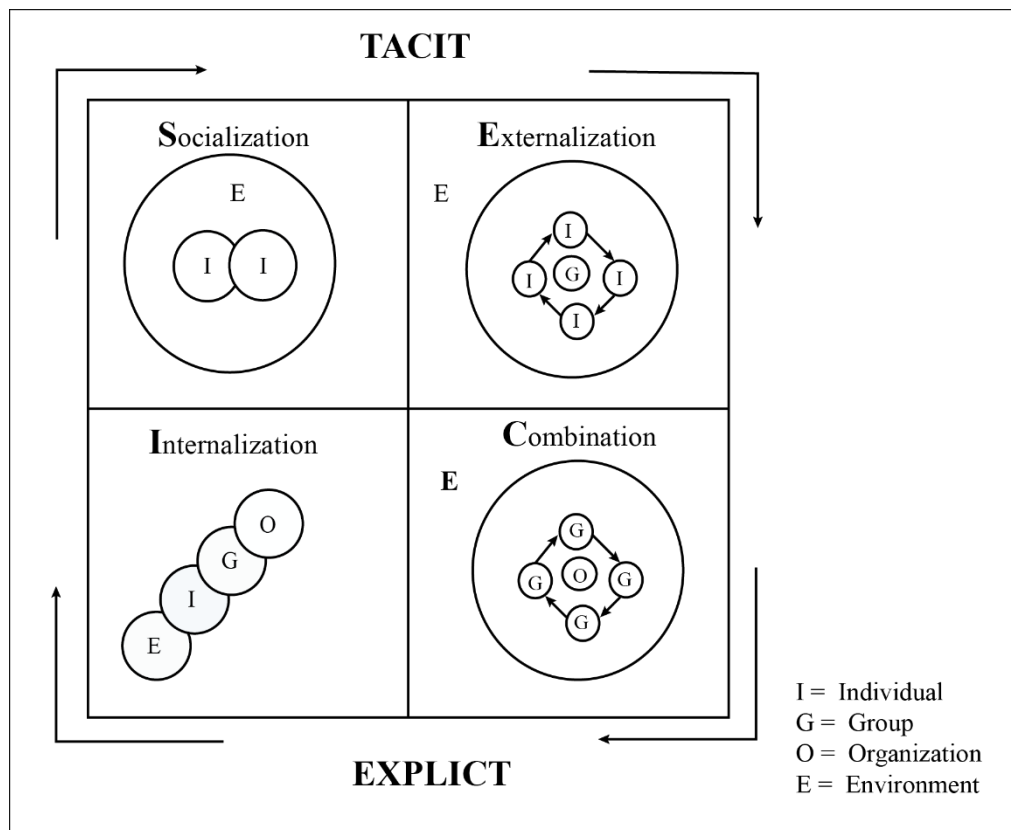 TACIT
Socialization
E
I I
Externalization
E
I
I G I
I
Internalization
O
G
I
E
Combination
E
G
G O G
G
EXPLICT
I = Individual
G = Group
O = Organization
E = Environment